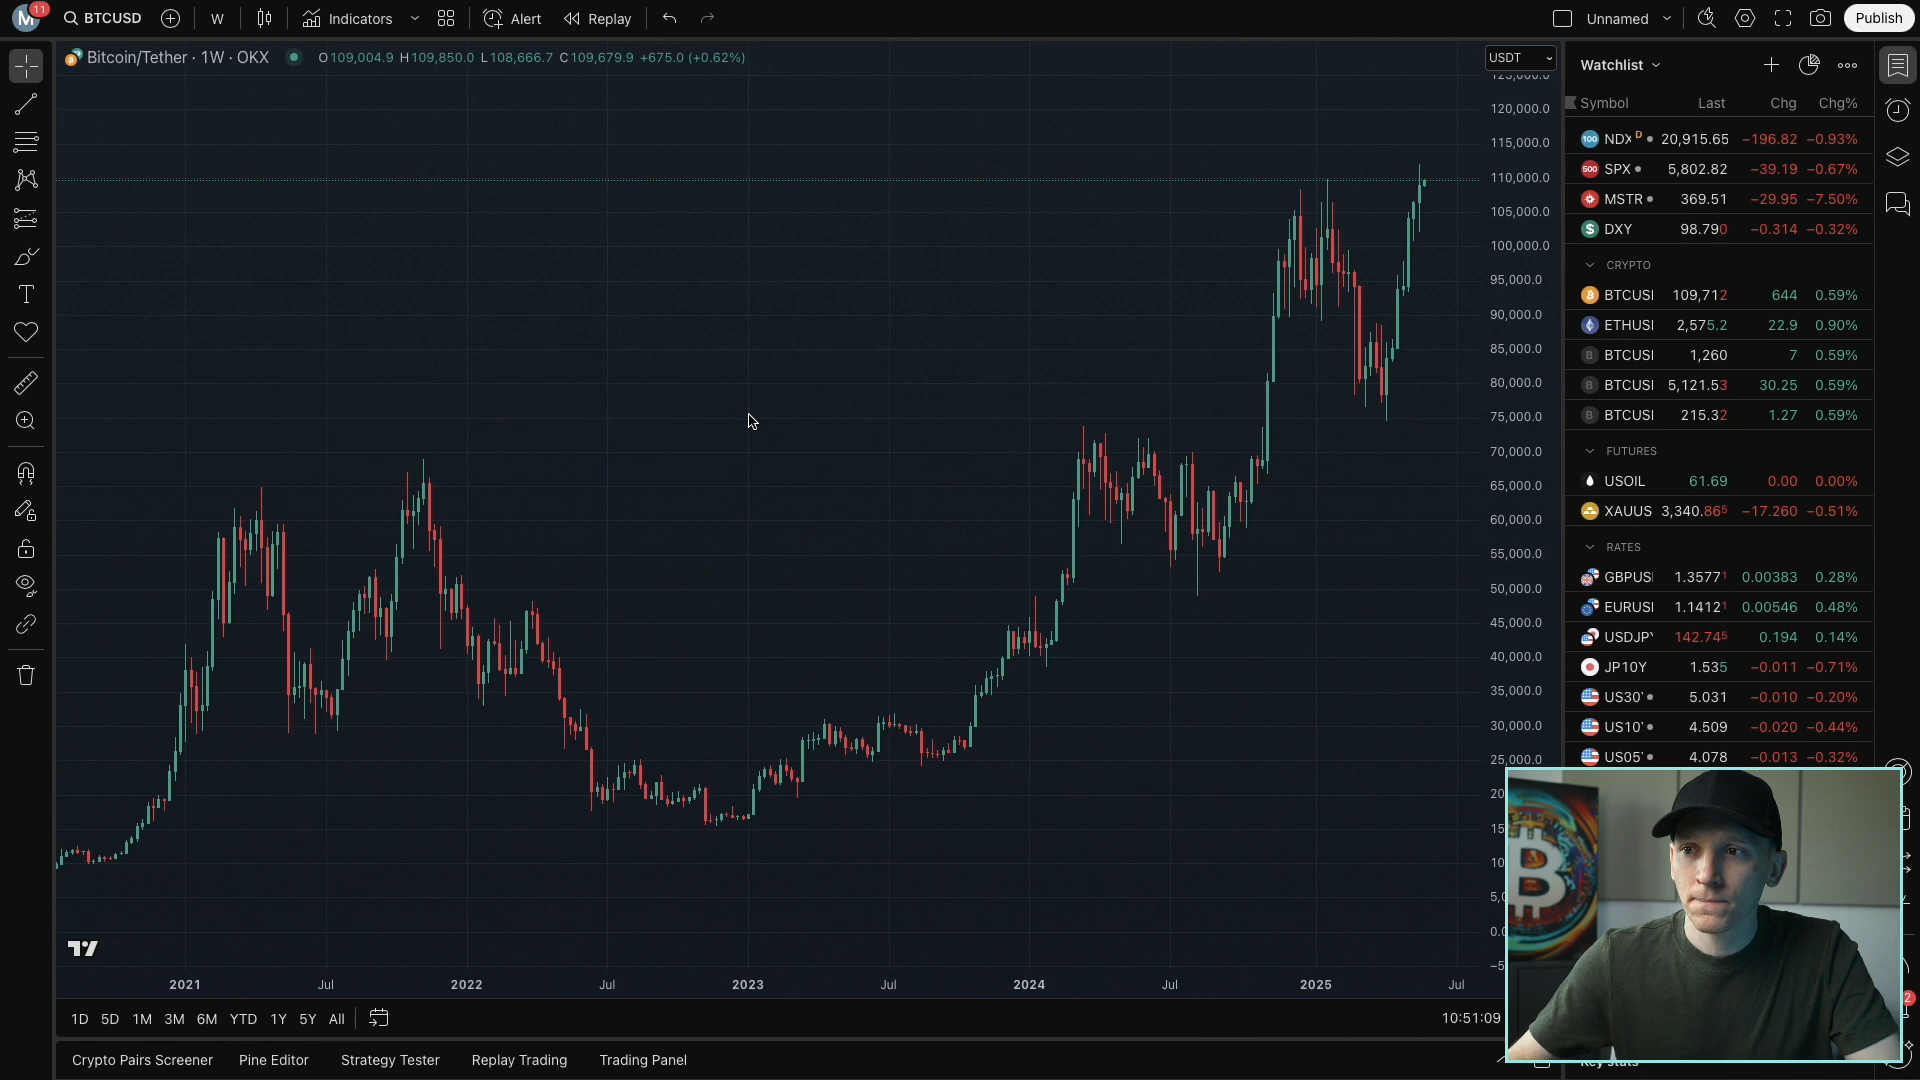 M 11 BTCUSD W Indicators Alert Replay Unnamed Publish
Bitcoin/Tether · 1W · OKX O109,004.9 H109,850.0 L108,666.7 C109,679.9 +675.0 (+0.62%)
USDT
120,000.0
115,000.0
110,000.0
105,000.0
100,000.0
95,000.0
90,000.0
85,000.0
80,000.0
75,000.0
70,000.0
65,000.0
60,000.0
55,000.0
50,000.0
45,000.0
40,000.0
35,000.0
30,000.0
25,000.0
20
15
10
5,0
0.0
−5
2021 Jul 2022 Jul 2023 Jul 2024 Jul 2025 Jul
1D 5D 1M 3M 6M YTD 1Y 5Y All 10:51:09
Crypto Pairs Screener Pine Editor Strategy Tester Replay Trading Trading Panel
Watchlist
Symbol Last Chg Chg%
100 NDX D 20,915.65 −196.82 −0.93%
500 SPX 5,802.82 −39.19 −0.67%
MSTR 369.51 −29.95 −7.50%
$ DXY 98.790 −0.314 −0.32%
CRYPTO
BTCUSI 109,712 644 0.59%
ETHUSI 2,575.2 22.9 0.90%
B BTCUSI 1,260 7 0.59%
B BTCUSI 5,121.53 30.25 0.59%
B BTCUSI 215.32 1.27 0.59%
FUTURES
USOIL 61.69 0.00 0.00%
XAUUS 3,340.865 −17.260 −0.51%
RATES
GBPUSI 1.35771 0.00383 0.28%
EURUSI 1.14121 0.00546 0.48%
USDJPY 142.745 0.194 0.14%
JP10Y 1.535 −0.011 −0.71%
US30' 5.031 −0.010 −0.20%
US10' 4.509 −0.020 −0.44%
US05' 4.078 −0.013 −0.32%
B
2